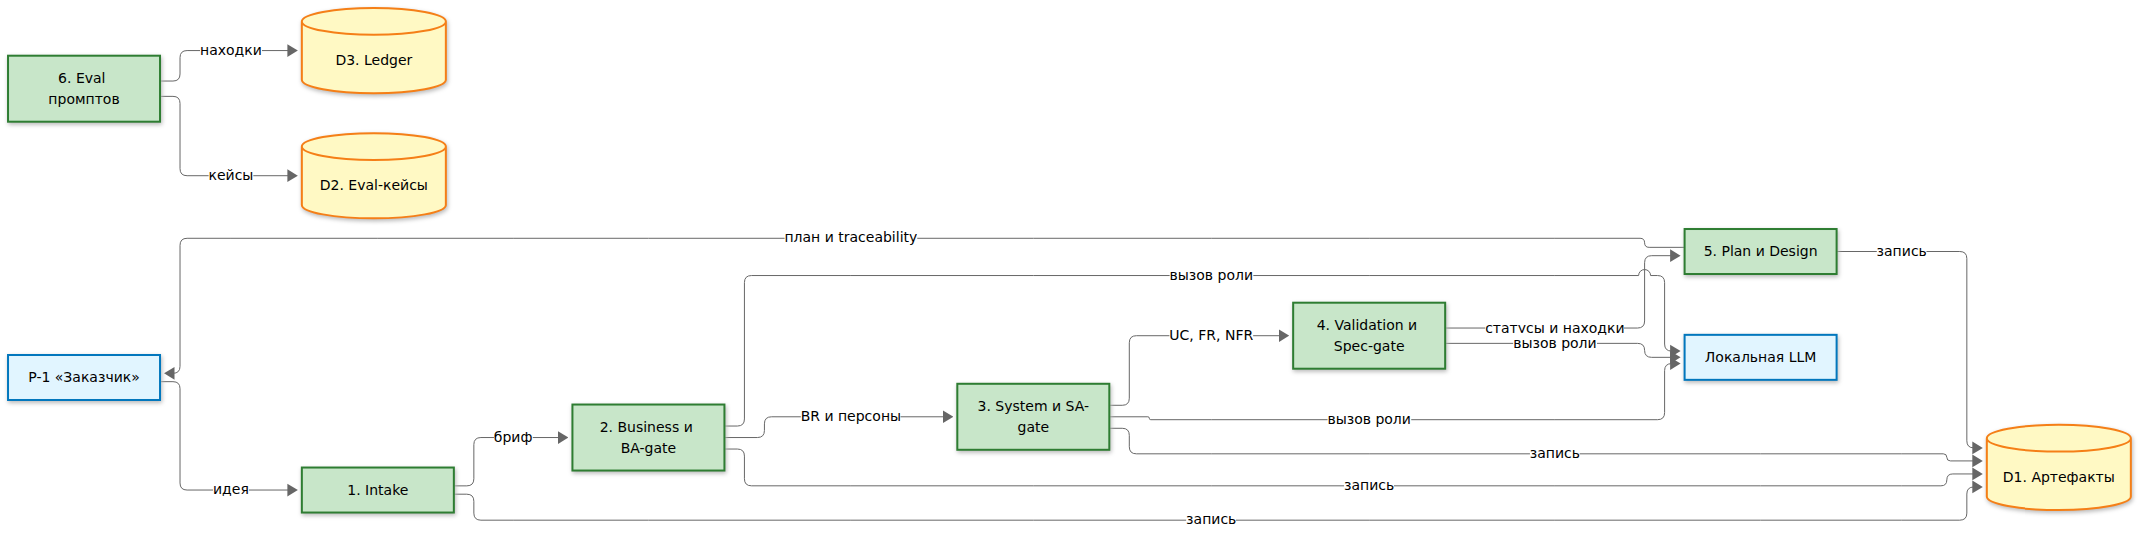 находки
D3. Ledger
6. Eval
промптов
кейсы
D2. Eval-кейсы
план и traceability
5. Plan и Design
запись
вызов роли
UC, FR, NFR
4. Validation и
Spec-gate
статусы и находки
вызов роли
Локальная LLM
P-1 «Заказчик»
3. System и SA-
gate
BR и персоны
вызов роли
2. Business и
BA-gate
бриф
запись
D1. Артефакты
запись
идея
1. Intake
запись